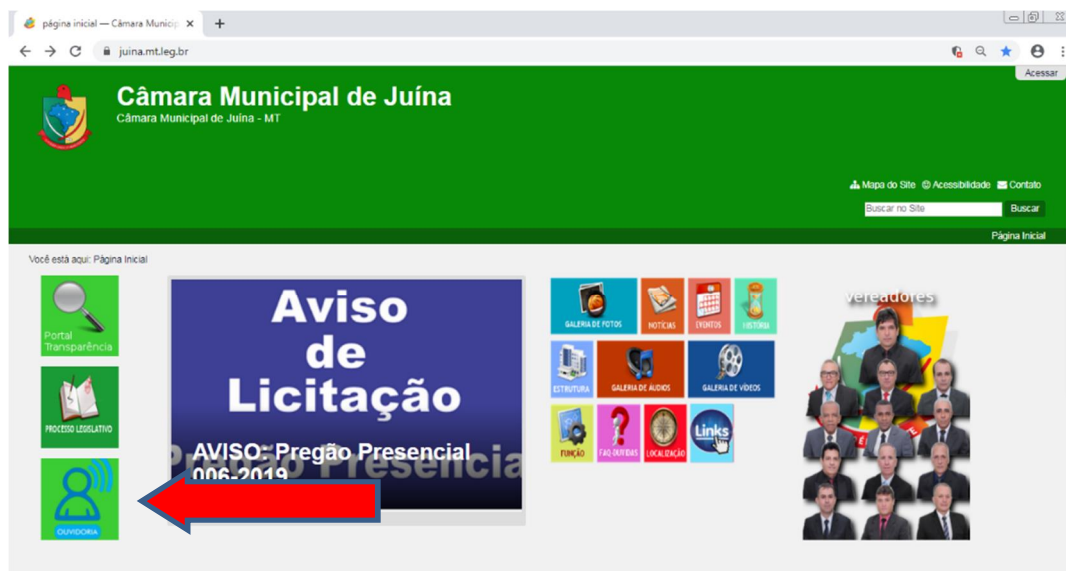 página inicial — Câmara Municip
juina.mt.leg.br
Acessar
Câmara Municipal de Juína
Câmara Municipal de Juína - MT
Mapa do Site Acessibilidade Contato
Buscar no Site Buscar
Página Inicial
Você está aqui: Página Inicial
Portal
Transparência
PROCESSO LEGISLATIVO
OUVIDORIA
Aviso
de
Licitação
Pregão Presencia
AVISO: Pregão Presencial
006-2019
GALERIA DE FOTOS NOTÍCIAS EVENTOS HISTÓRIA
ESTRUTURA GALERIA DE ÁUDIOS GALERIA DE VÍDEOS
FUNÇÃO FAQ-DUVIDAS LOCALIZAÇÃO Links
vereadores